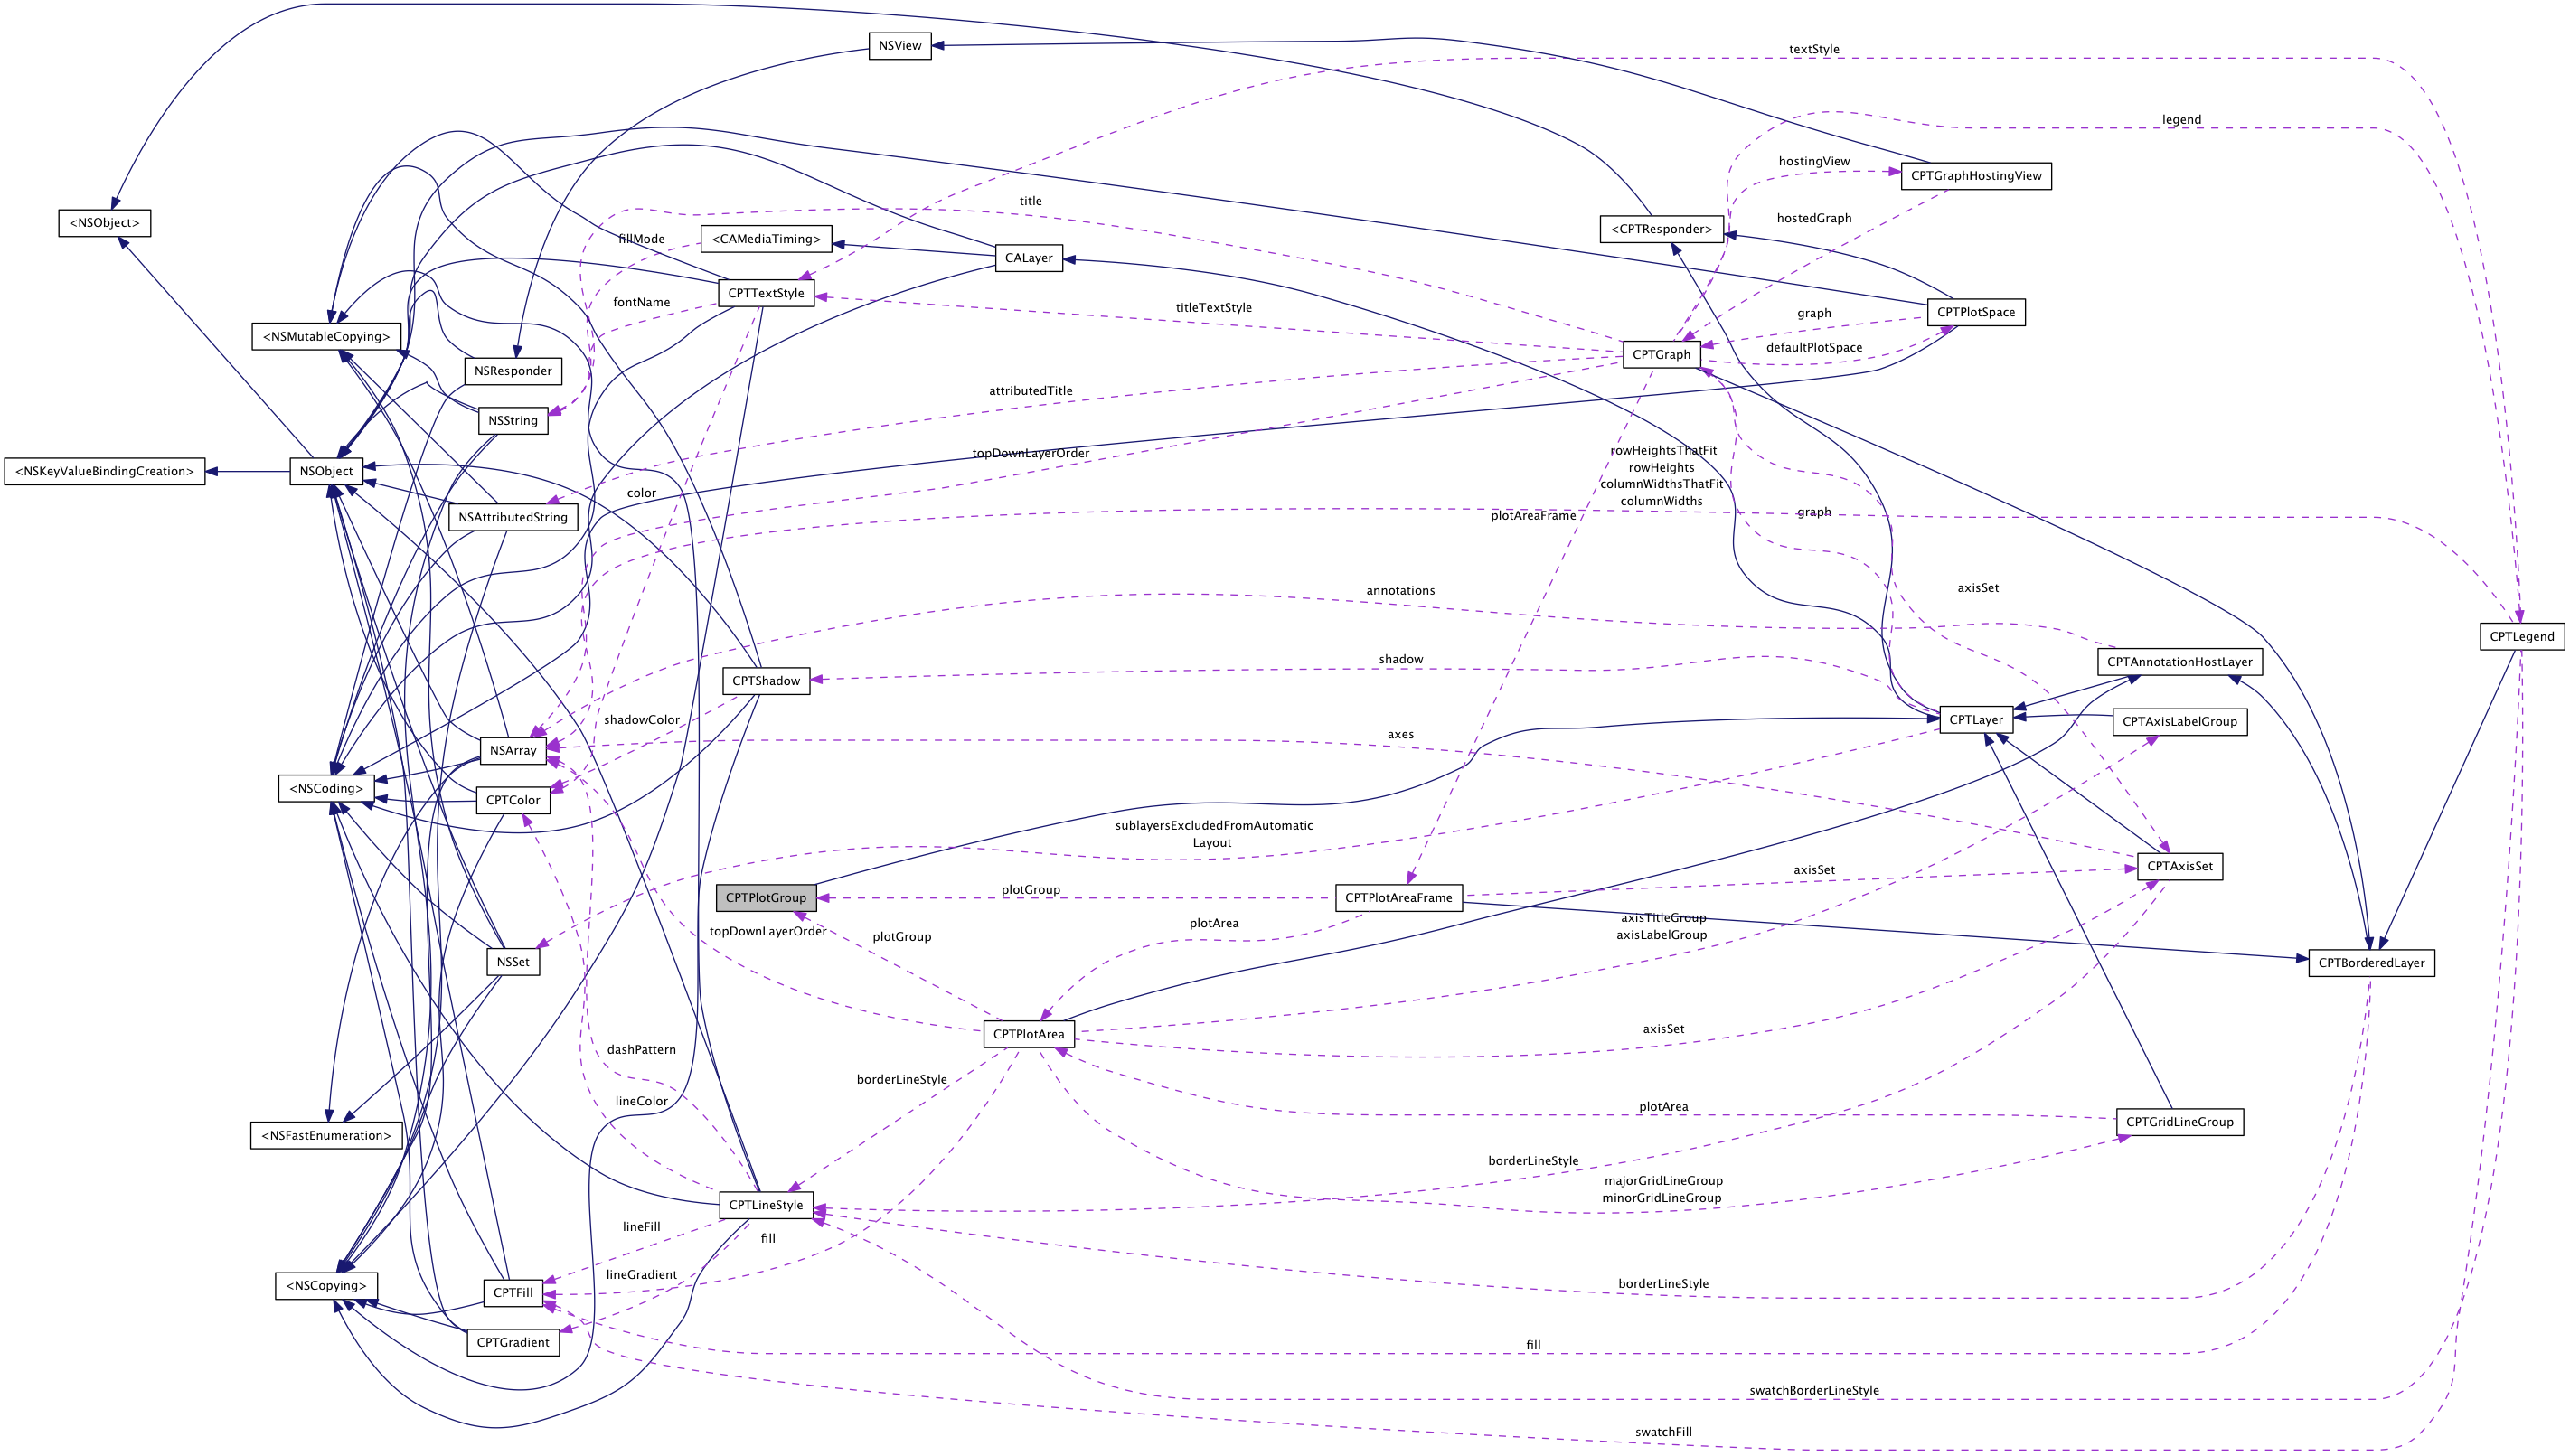 textStyle
NSView
legend
hostingView
CPTGraphHostingView
title
hostedGraph
<NSObject>
<CPTResponder>
fillMode
<CAMediaTiming>
CALayer
CPTTextStyle
fontName
titleTextStyle
graph
CPTPlotSpace
<NSMutableCopying>
defaultPlotSpace
CPTGraph
NSResponder
attributedTitle
NSString
topDownLayerOrder
rowHeightsThatFit
rowHeights
columnWidthsThatFit
columnWidths
<NSKeyValueBindingCreation>
NSObject
color
NSAttributedString
plotAreaFrame
graph
annotations
axisSet
CPTLegend
shadow
CPTAnnotationHostLayer
CPTShadow
shadowColor
CPTLayer
CPTAxisLabelGroup
axes
NSArray
<NSCoding>
CPTColor
sublayersExcludedFromAutomatic
Layout
axisSet
CPTAxisSet
plotGroup
CPTPlotGroup
CPTPlotAreaFrame
plotArea
axisTitleGroup
axisLabelGroup
topDownLayerOrder
plotGroup
NSSet
CPTBorderedLayer
CPTPlotArea
axisSet
dashPattern
borderLineStyle
lineColor
plotArea
CPTGridLineGroup
<NSFastEnumeration>
borderLineStyle
majorGridLineGroup
minorGridLineGroup
CPTLineStyle
lineFill
fill
lineGradient
<NSCopying>
CPTFill
borderLineStyle
CPTGradient
fill
swatchBorderLineStyle
swatchFill